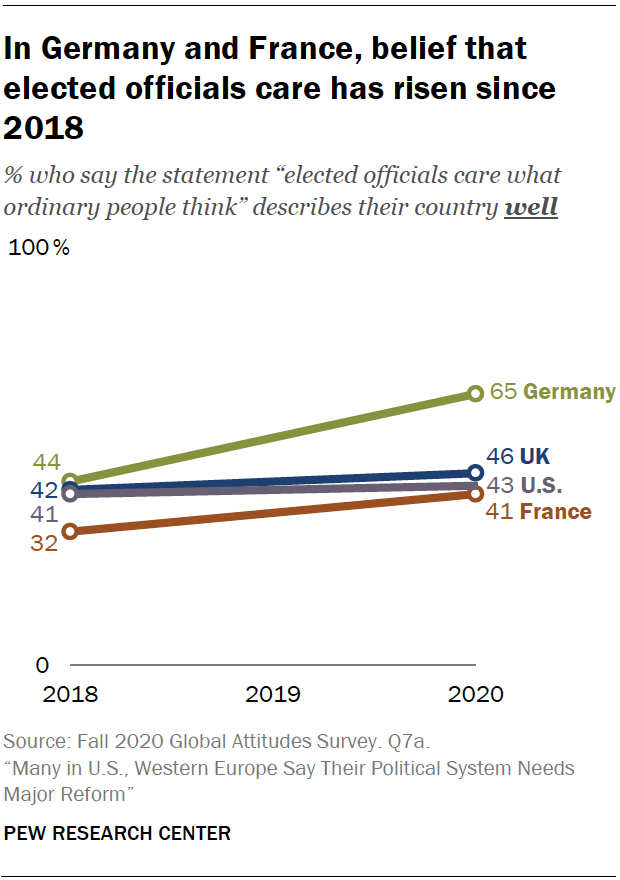 In Germany and France, belief that
elected officials care has risen since
2018
% who say the statement “elected officials care what
ordinary people think” describes their country well
100%
65 Germany
44
46 UK
42
43 U.S.
41
41 France
32
0
2018 2019 2020
Source: Fall 2020 Global Attitudes Survey. Q7a.
“Many in U.S., Western Europe Say Their Political System Needs
Major Reform”
PEW RESEARCH CENTER